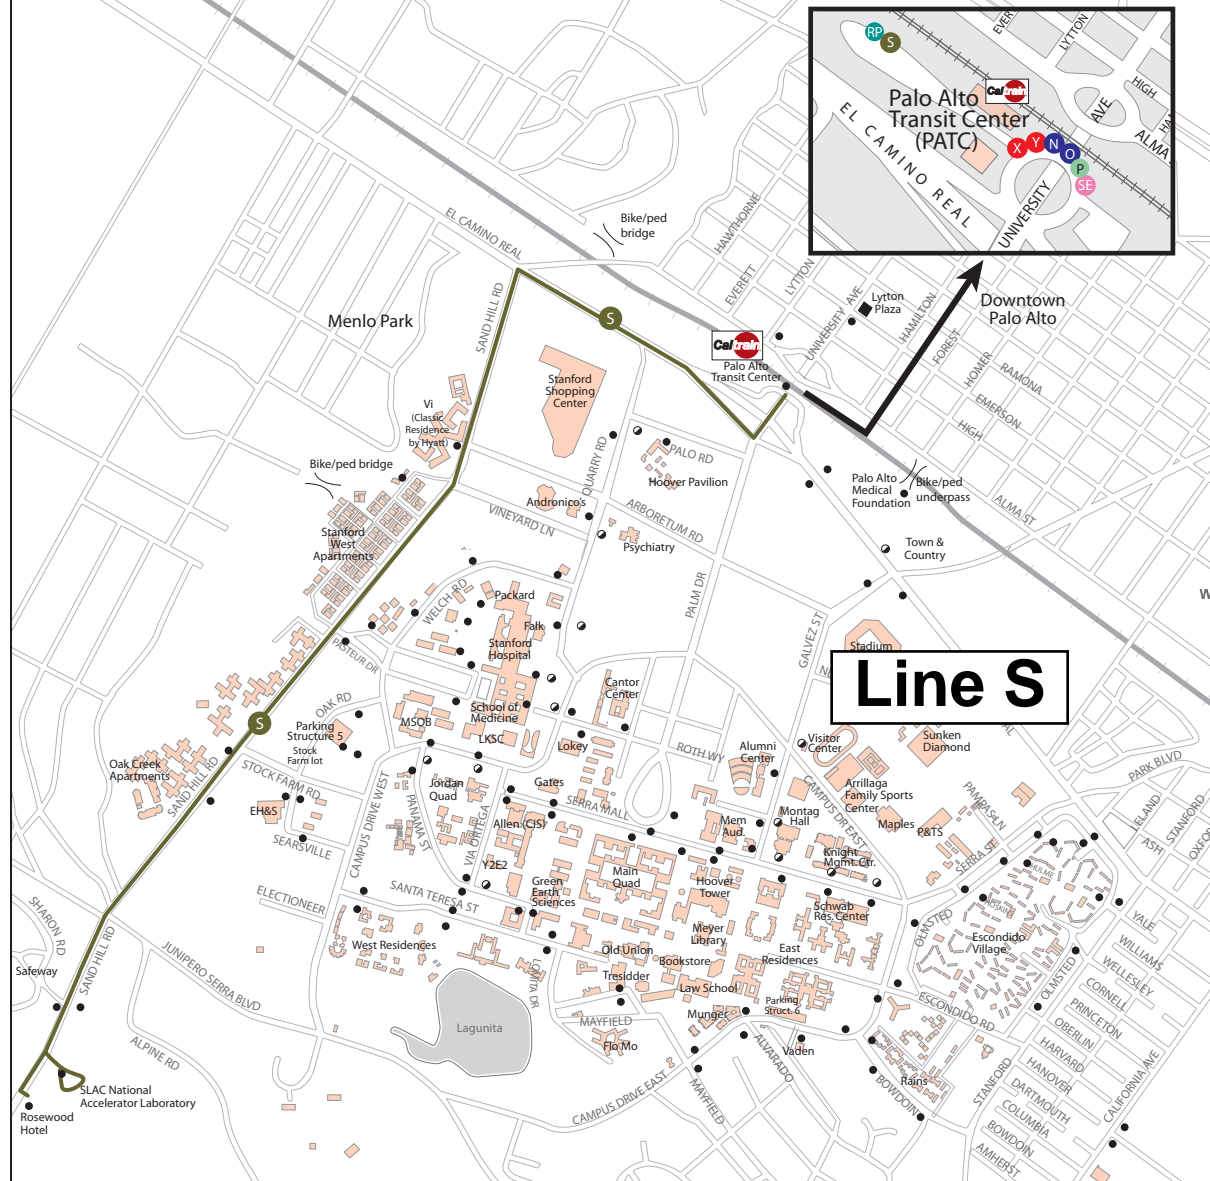 RP
S
EVER
LYTTON
HIGH
HA
Caltrain
Palo Alto
Transit Center
(PATC)
AVE
ALMA
EL CAMINO REAL
X
Y
N
O
P
SE
UNIVERSITY
HAWTHORNE
EL CAMINO REAL
Bike/ped
bridge
EVERETT
LYTTON
UNIVERSITY AVE
Lytton
Plaza
HAMILTON
Downtown
Palo Alto
SAND HILL RD
Menlo Park
S
Caltrain
Palo Alto
Transit Center
FOREST
HOMER
RAMONA
EMERSON
HIGH
Stanford
Shopping
Center
Vi
(Classic
Residence
by Hyatt)
PALO RD
QUARRY RD
Hoover Pavilion
Bike/ped bridge
Palo Alto
Medical
Foundation
Bike/ped
underpass
ALMA ST
Andronico's
VINEYARD LN
ARBORETUM RD
Psychiatry
Stanford
West
Apartments
Town &
Country
WELCH RD
Packard
PALM DR
W
Falk
Stanford
Hospital
GALVEZ ST
Stadium
PASTEUR DR
Line S
NE
AL
Cantor
Center
OAK RD
S
MSOB
School of
Medicine
LKSC
Lokey
Parking
Structure 5
Stock
Farm lot
ROTH WY
Alumni
Center
Visitor
Center
Sunken
Diamond
Oak Creek
Apartments
SAND HILL RD
STOCK FARM RD
PARK BLVD
Jordan
Quad
Gates
CAMPUS DR EAST
Arrillaga
Family Sports
Center
PAMPAS LN
EH&S
CAMPUS DRIVE WEST
PANAMA ST
VIA ORTEGA
SERRA MALL
Allen (CIS)
Mem
Aud.
Montag
Hall
Maples
P&TS
LELAND
STANFORD
OXFORD
ASH
SEARSVILLE
Y2E2
Main
Quad
Knight
Mgmt. Ctr.
SERRA ST
HULME
ELECTIONEER
SANTA TERESA ST
Green
Earth
Sciences
Hoover
Tower
Schwab
Res. Center
HOSKINS
OLMSTED
YALE
SHARON RD
Meyer
Library
Escondido
Village
WILLIAMS
SAND HILL RD
JUNIPERO SERRA BLVD
West Residences
Old Union
Bookstore
East
Residences
WELLESLEY
Safeway
LOMITA DR
Tresidder
Law School
OLMSTED
CORNELL
PRINCETON
Lagunita
MAYFIELD
Munger
Parking
Struct. 6
ESCONDIDO RD
OBERLIN
HARVARD
ALPINE RD
Flo Mo
ALVARADO
Vaden
HANOVER
CALIFORNIA AVE
SLAC National
Accelerator Laboratory
Rosewood
Hotel
CAMPUS DRIVE EAST
MAYFIELD
Rains
BOWDOIN
STANFORD
DARTMOUTH
COLUMBIA
BOWDOIN
AMHERST